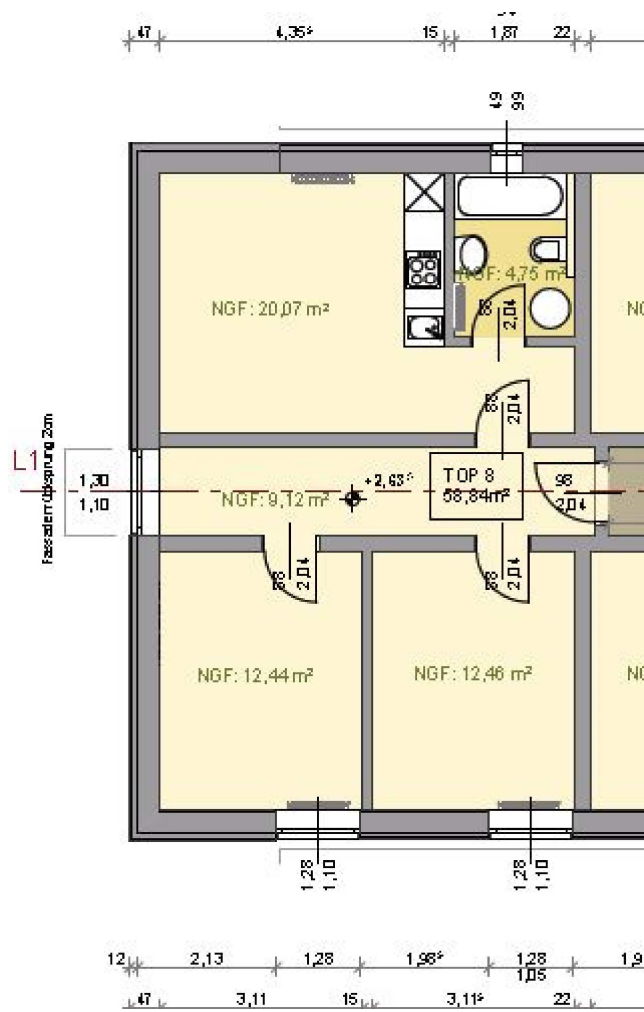 47 4,35⁵ 15 1,87 22
49
99
NGF: 20,07 m²
NGF: 4,75 m²
88
2,04
88
2,04
L1
Fassadenrücksprung 2cm
1,30
1,10
+2,63⁵
NGF: 9,12 m²
TOP 8
58,84m²
98
2,04
88
2,04
88
2,04
NGF: 12,44 m²
NGF: 12,46 m²
1,28
1,10
1,28
1,10
12 2,13 1,28 1,98⁵ 1,28 1,9
1,05
47 3,11 15 3,11⁵ 22